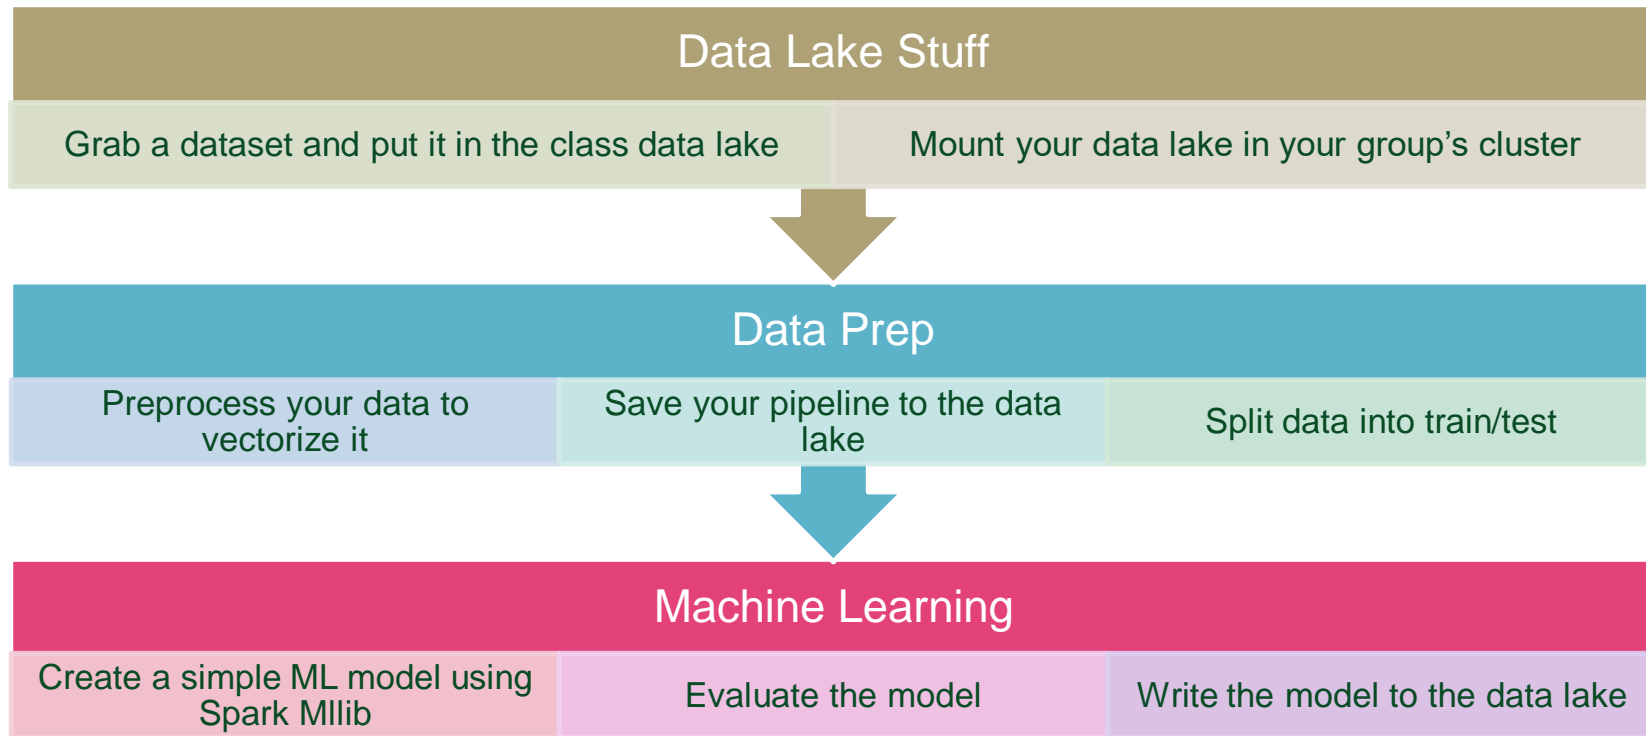 Data Lake Stuff
Grab a dataset and put it in the class data lake
Mount your data lake in your group’s cluster
Data Prep
Preprocess your data to
vectorize it
Save your pipeline to the data
lake
Split data into train/test
Machine Learning
Create a simple ML model using
Spark Mllib
Evaluate the model
Write the model to the data lake